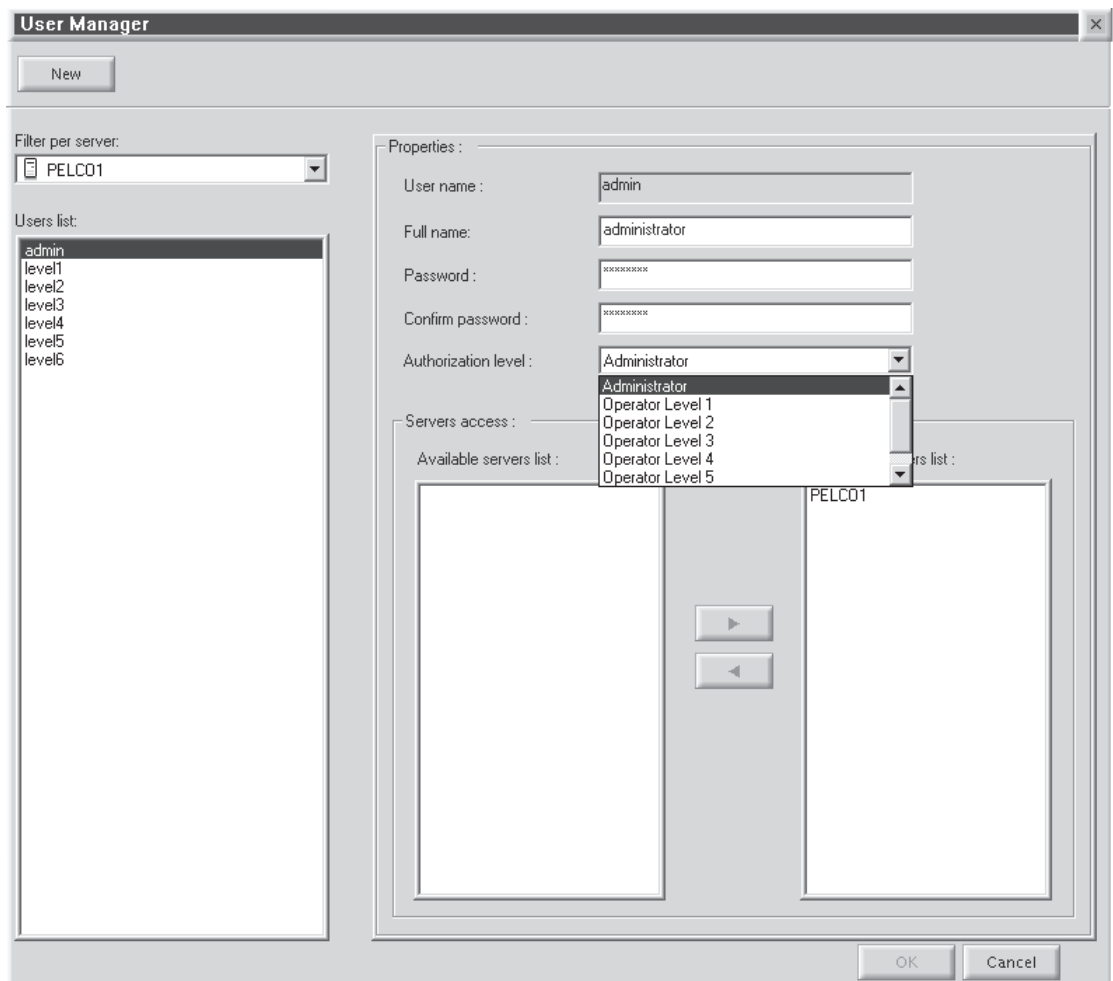 User Manager
New
Filter per server:
PELCO1
Users list:
admin
level1
level2
level3
level4
level5
level6
Properties :
User name :
admin
Full name:
administrator
Password :
xxxxxxxx
Confirm password :
xxxxxxxx
Authorization level :
Administrator
Administrator
Operator Level 1
Operator Level 2
Operator Level 3
Operator Level 4
Operator Level 5
Servers access :
Available servers list :
list :
PELCO1
OK
Cancel